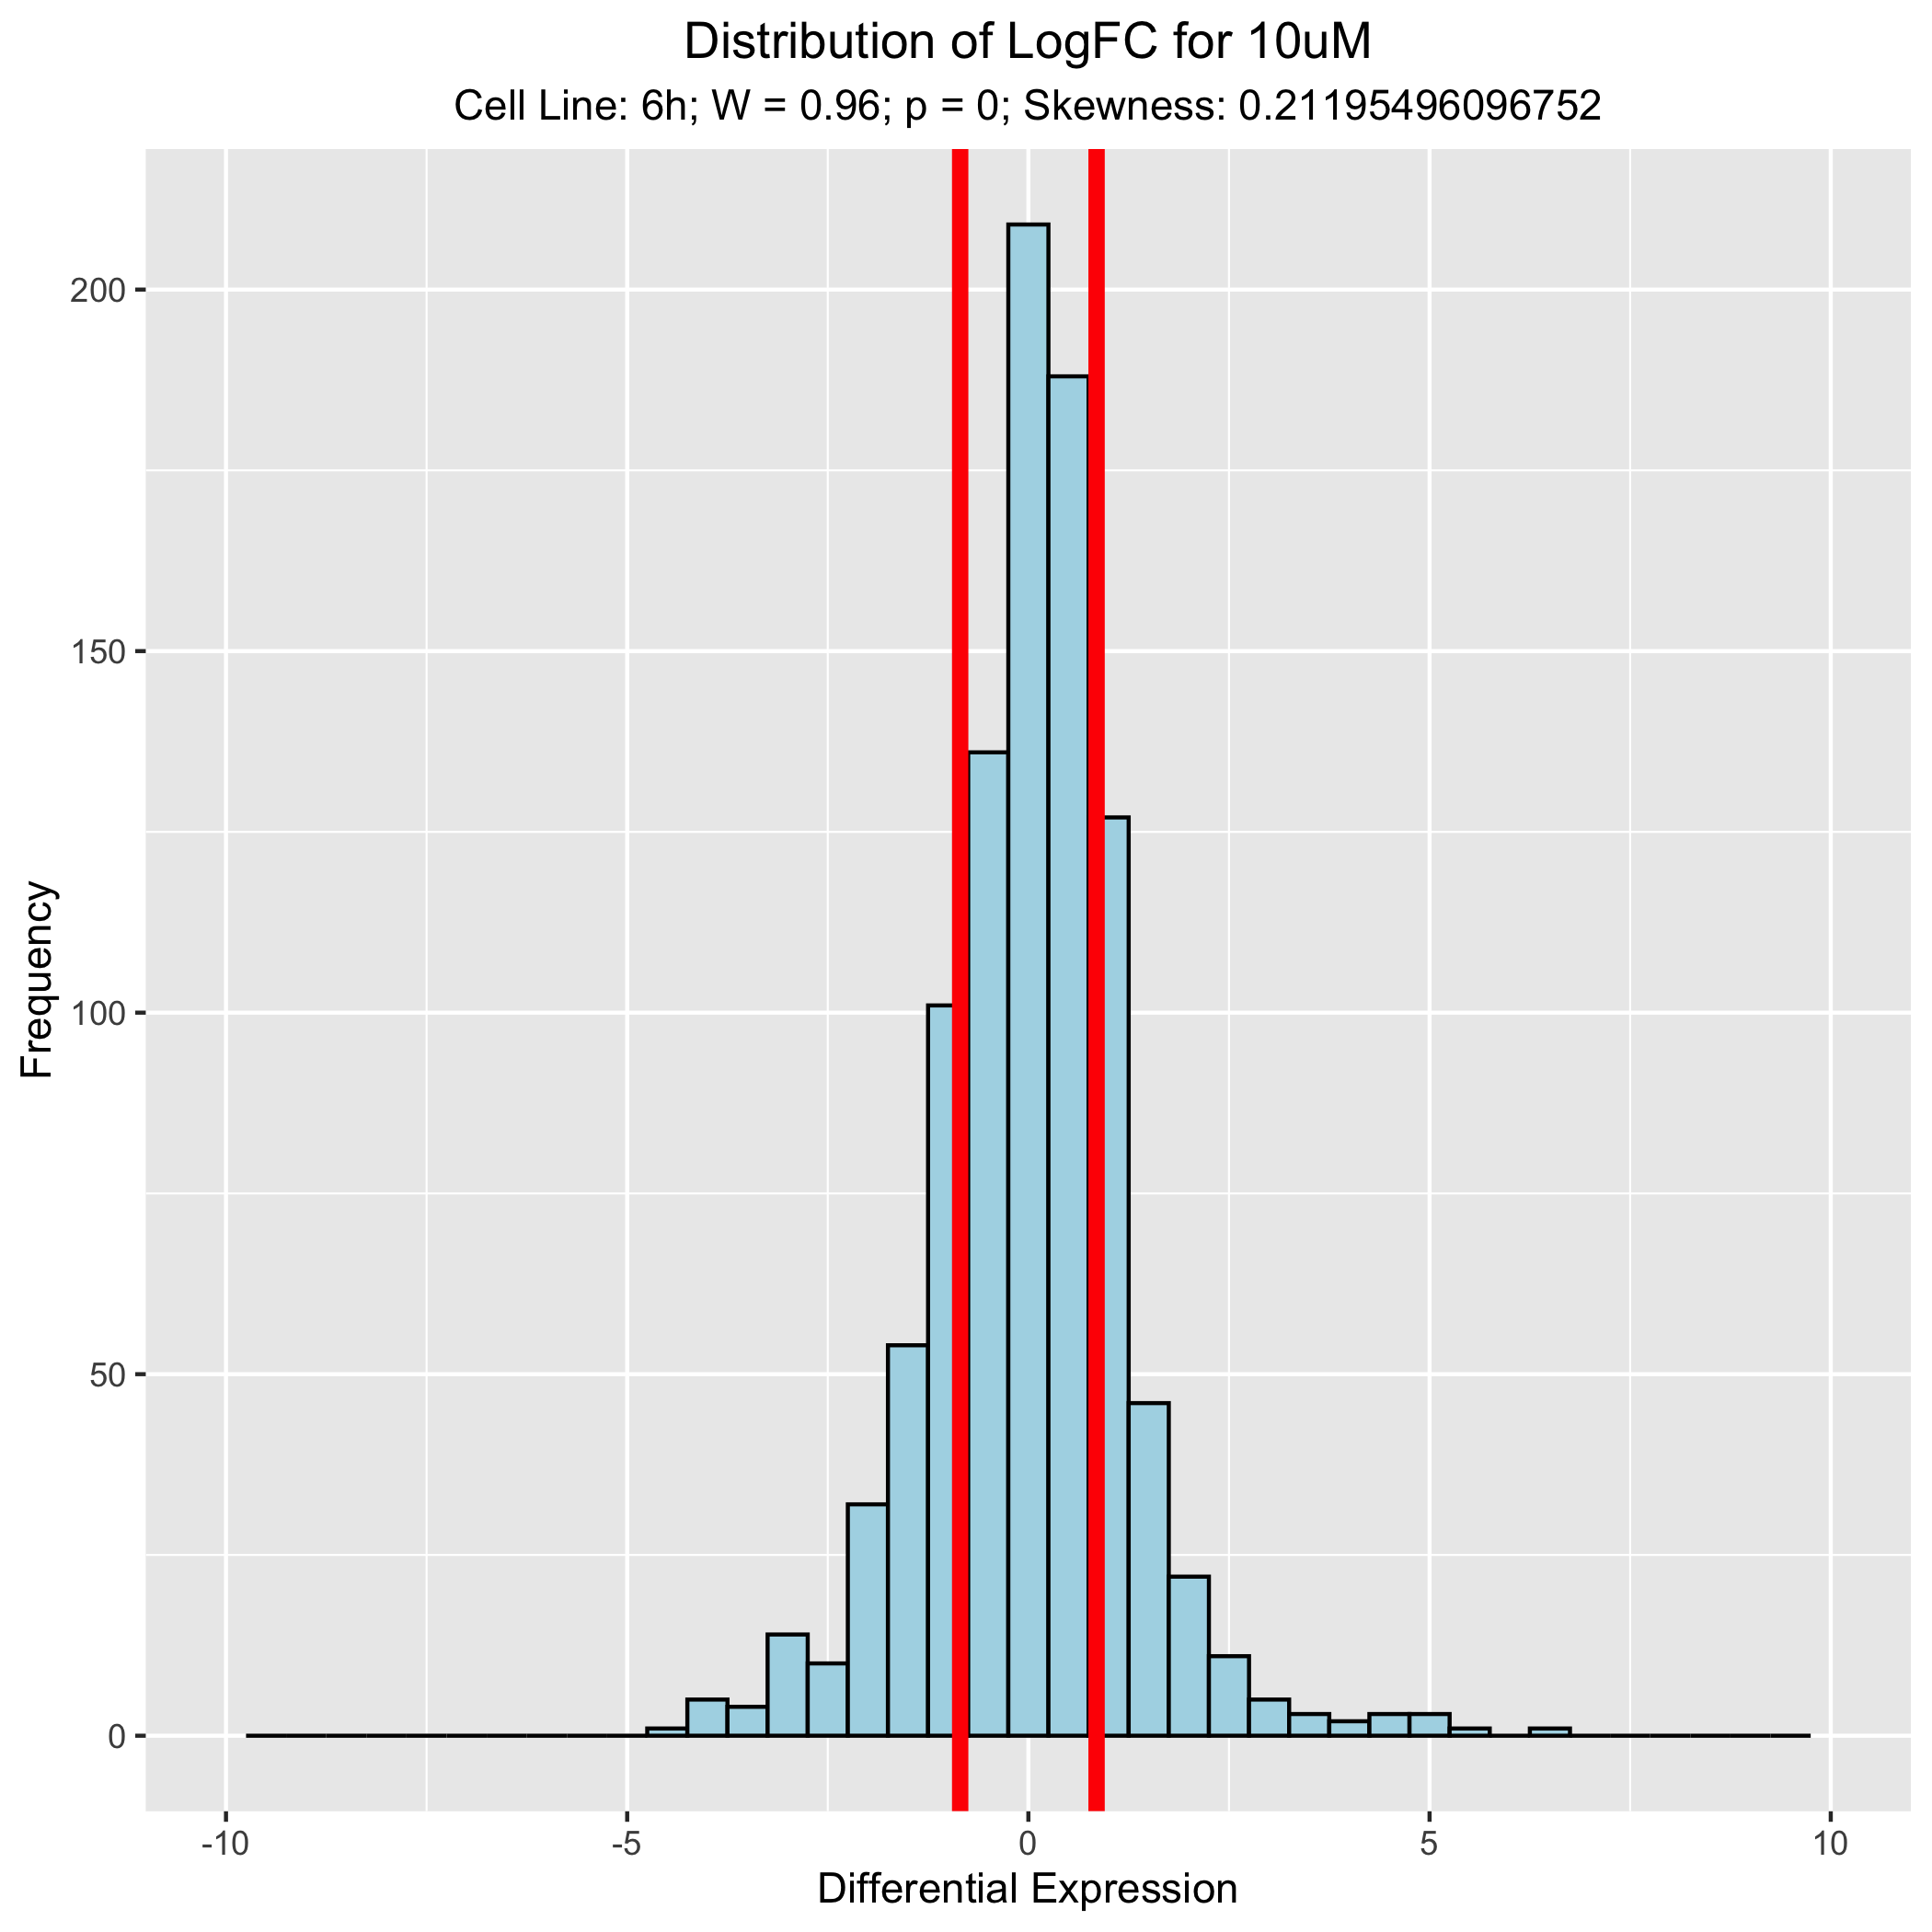 Distribution of LogFC for 10uM
Cell Line: 6h; W = 0.96; p = 0; Skewness: 0.21195496096752
Frequency
200
150
100
50
0
-10
-5
0
5
10
Differential Expression